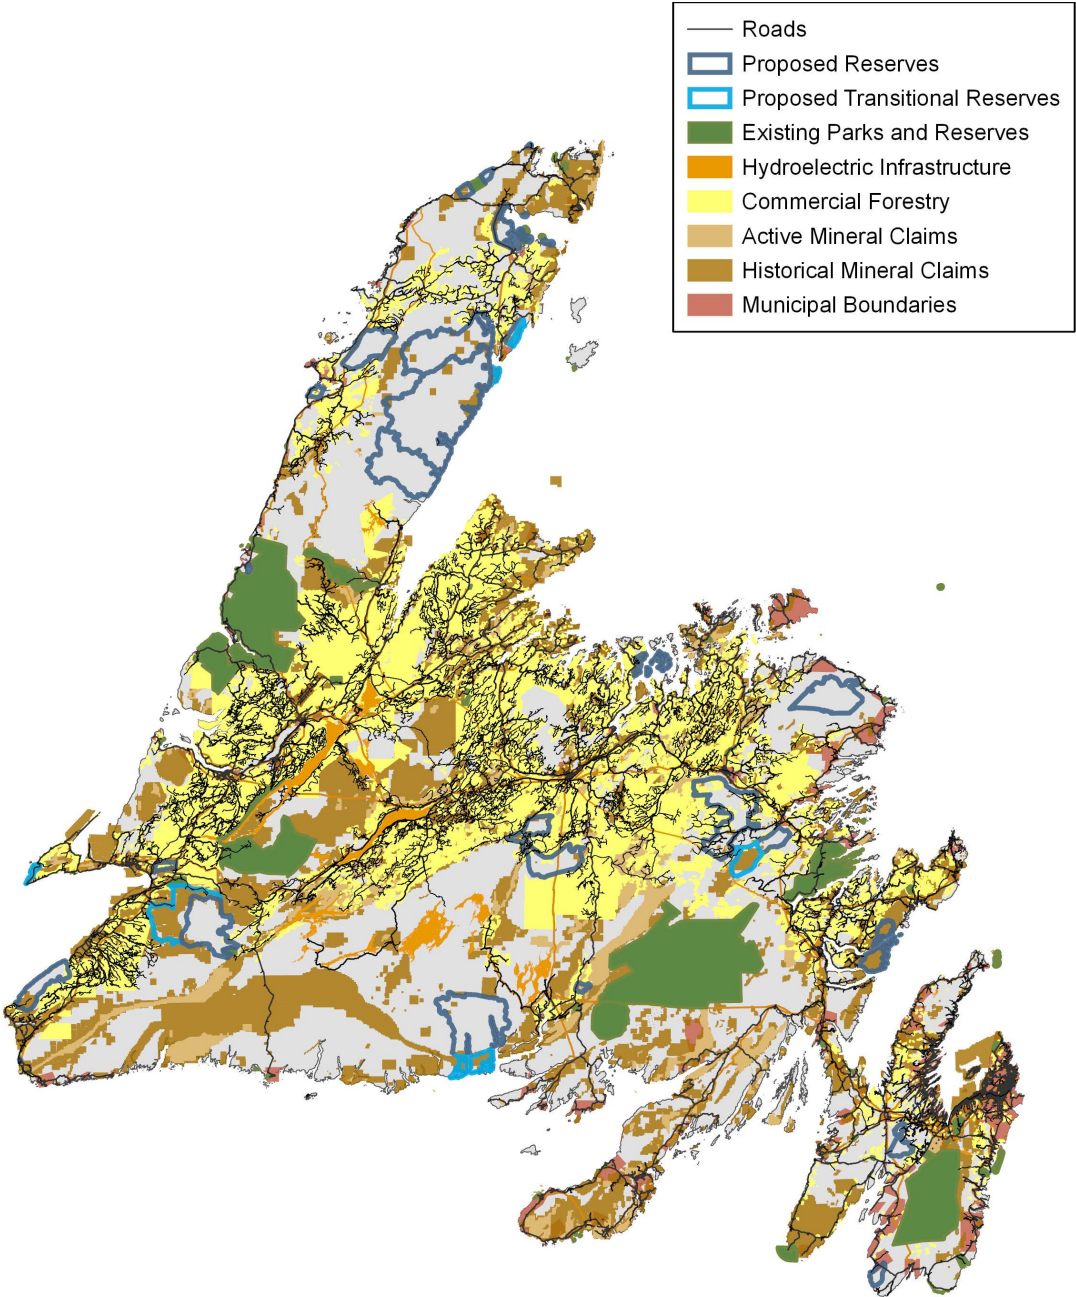 Roads
Proposed Reserves
Proposed Transitional Reserves
Existing Parks and Reserves
Hydroelectric Infrastructure
Commercial Forestry
Active Mineral Claims
Historical Mineral Claims
Municipal Boundaries